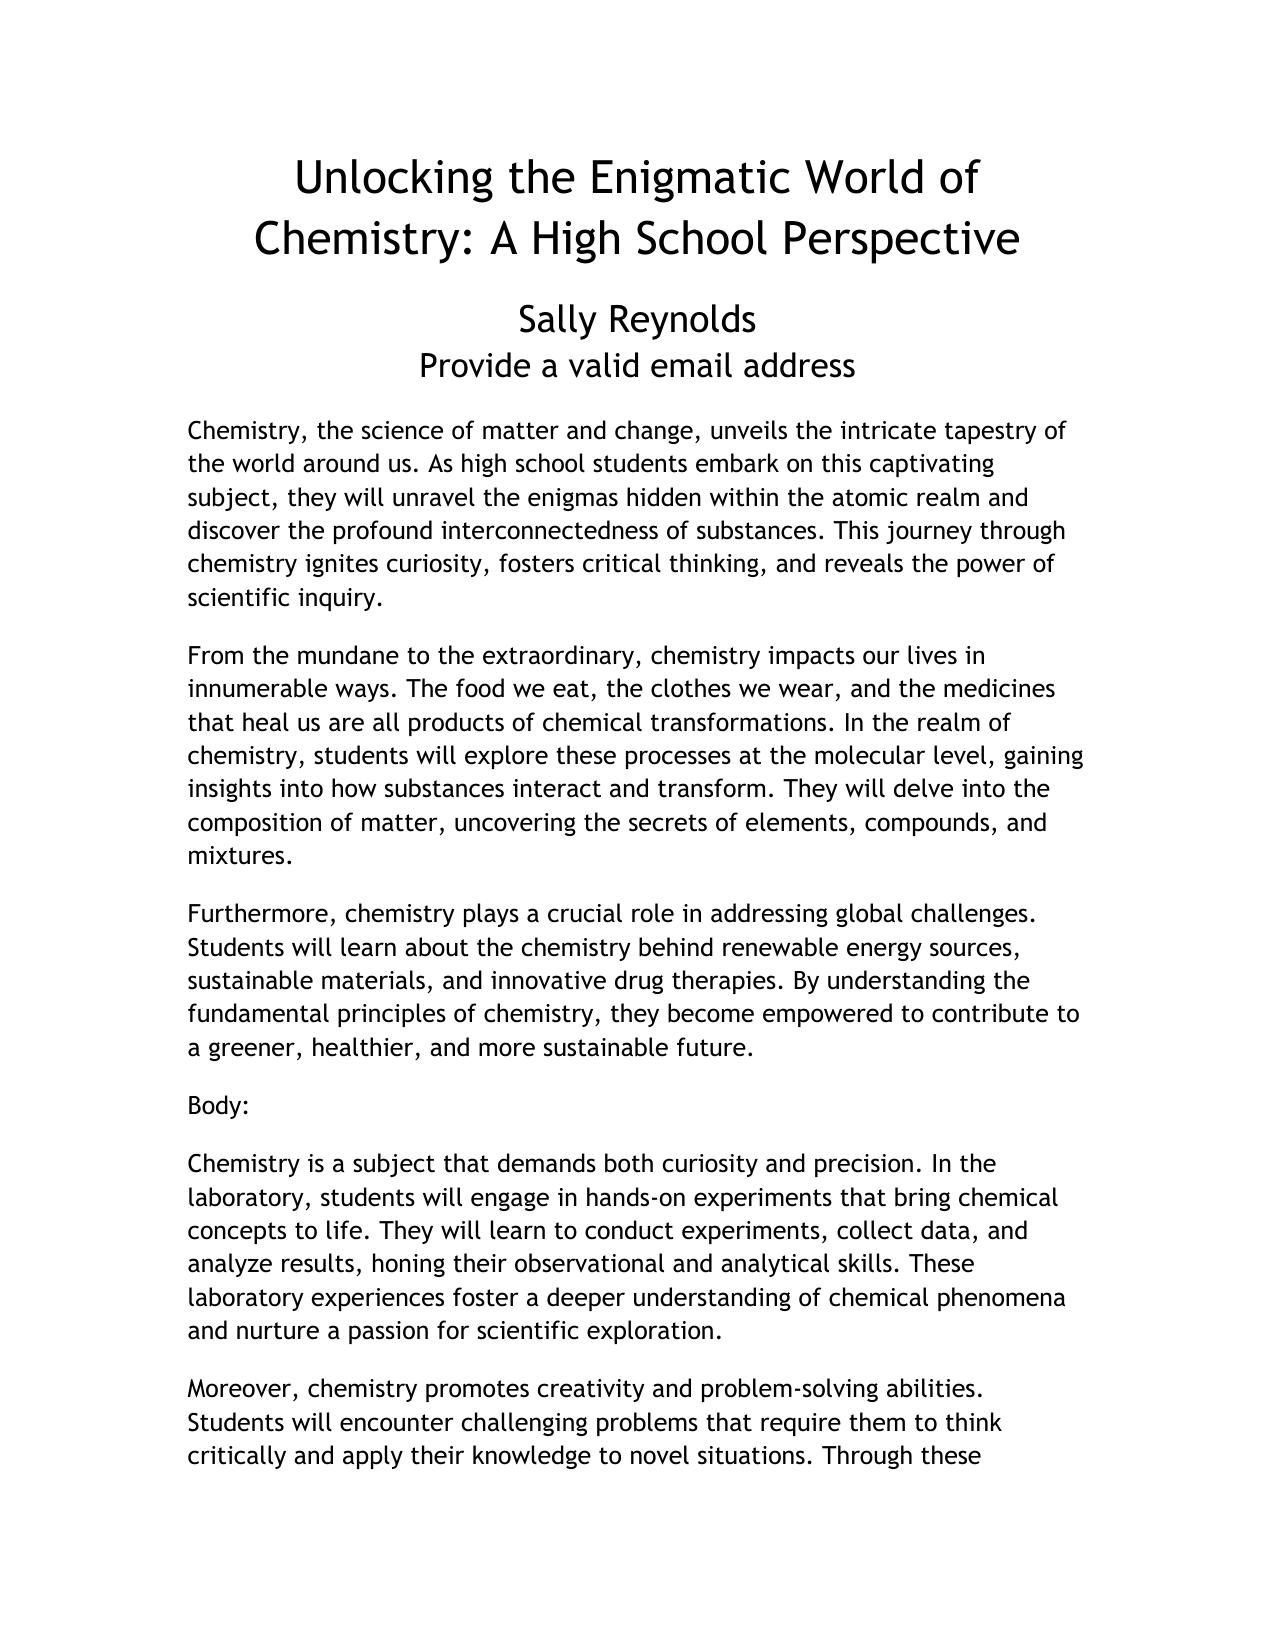 Unlocking the Enigmatic World of
Chemistry: A High School Perspective
Sally Reynolds
Provide a valid email address
Chemistry, the science of matter and change, unveils the intricate tapestry of
the world around us. As high school students embark on this captivating
subject, they will unravel the enigmas hidden within the atomic realm and
discover the profound interconnectedness of substances. This journey through
chemistry ignites curiosity, fosters critical thinking, and reveals the power of
scientific inquiry.
From the mundane to the extraordinary, chemistry impacts our lives in
innumerable ways. The food we eat, the clothes we wear, and the medicines
that heal us are all products of chemical transformations. In the realm of
chemistry, students will explore these processes at the molecular level, gaining
insights into how substances interact and transform. They will delve into the
composition of matter, uncovering the secrets of elements, compounds, and
mixtures.
Furthermore, chemistry plays a crucial role in addressing global challenges.
Students will learn about the chemistry behind renewable energy sources,
sustainable materials, and innovative drug therapies. By understanding the
fundamental principles of chemistry, they become empowered to contribute to
a greener, healthier, and more sustainable future.
Body:
Chemistry is a subject that demands both curiosity and precision. In the
laboratory, students will engage in hands-on experiments that bring chemical
concepts to life. They will learn to conduct experiments, collect data, and
analyze results, honing their observational and analytical skills. These
laboratory experiences foster a deeper understanding of chemical phenomena
and nurture a passion for scientific exploration.
Moreover, chemistry promotes creativity and problem-solving abilities.
Students will encounter challenging problems that require them to think
critically and apply their knowledge to novel situations. Through these